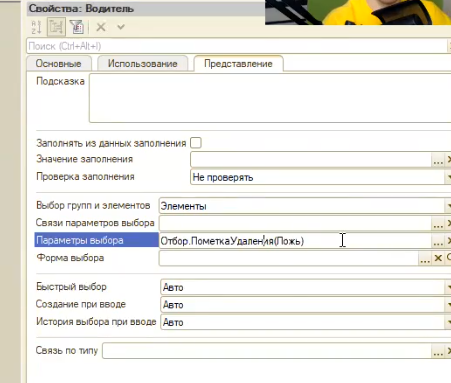 Свойства: Водитель
Поиск (Ctrl+Alt+I)
Основные Использование Представление
Подсказка
Заполнять из данных заполнения
Значение заполнения ...
Проверка заполнения Не проверять
Выбор групп и элементов Элементы
Связи параметров выбора ...
Параметры выбора Отбор.ПометкаУдаления(Ложь) ...
Форма выбора ...
Быстрый выбор Авто
Создание при вводе Авто
История выбора при вводе Авто
Связь по типу ...